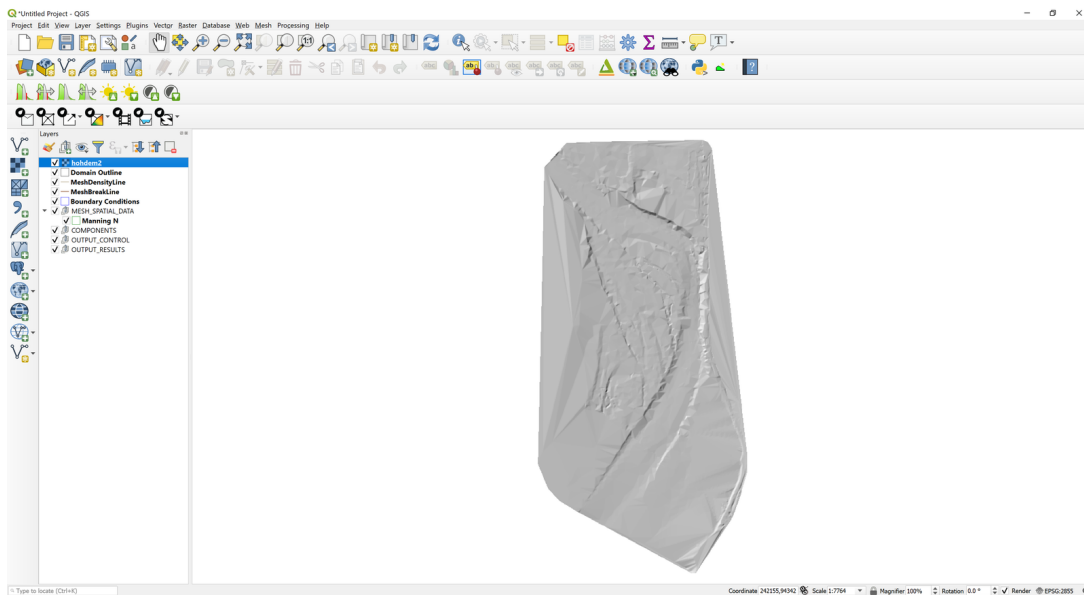 *Untitled Project - QGIS
Project Edit View Layer Settings Plugins Vector Raster Database Web Mesh Processing Help
Layers
hohdem2
Domain Outline
MeshDensityLine
MeshBreakLine
Boundary Conditions
MESH_SPATIAL_DATA
Manning N
COMPONENTS
OUTPUT_CONTROL
OUTPUT_RESULTS
Type to locate (Ctrl+K)
Coordinate 242155,94342 Scale 1:7764 Magnifier 100% Rotation 0.0 ° Render EPSG:2855